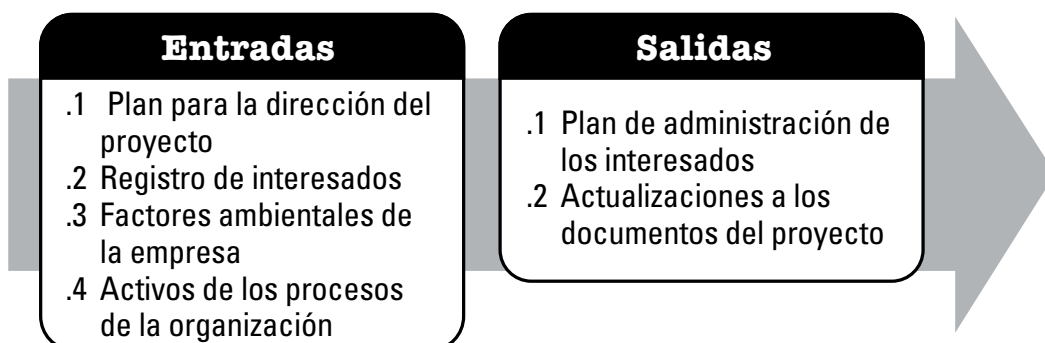 Entradas
.1 Plan para la dirección del
proyecto
.2 Registro de interesados
.3 Factores ambientales de
la empresa
.4 Activos de los procesos
de la organización
Salidas
.1 Plan de administración de
los interesados
.2 Actualizaciones a los
documentos del proyecto